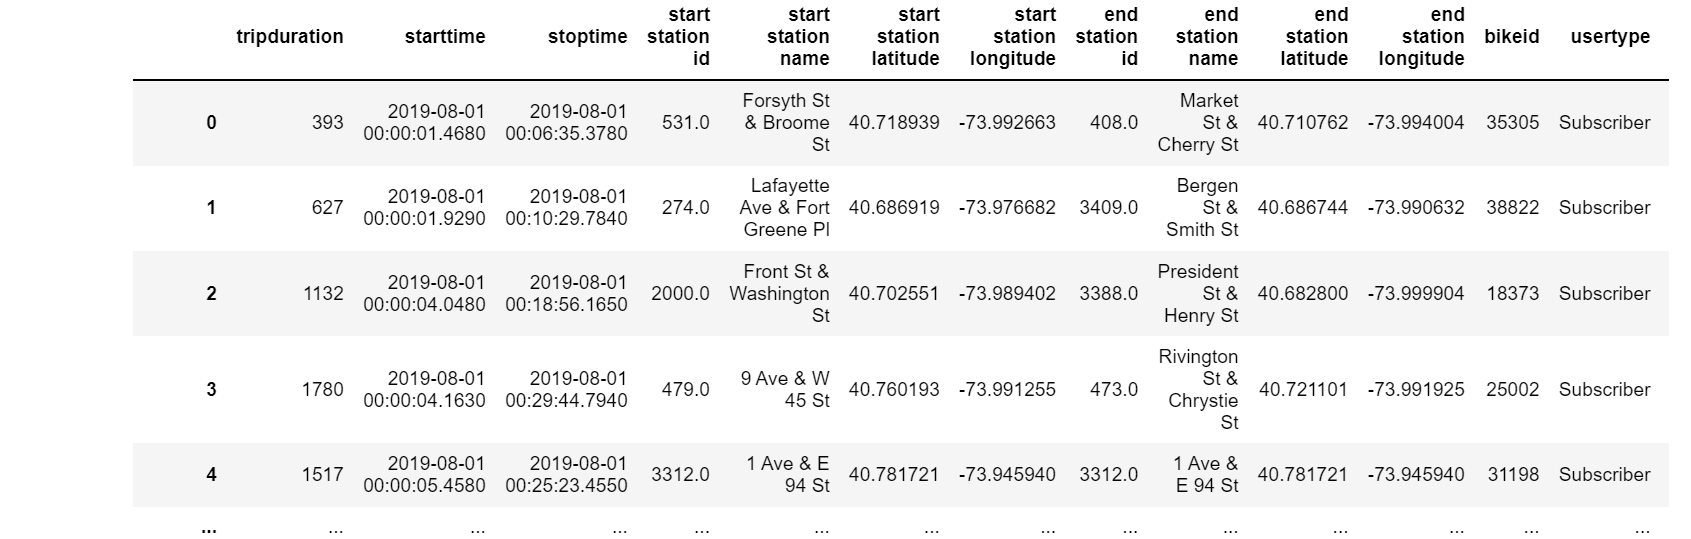 tripduration starttime stoptime start station id start station name start station latitude start station longitude end station id end station name end station latitude end station longitude bikeid usertype
0 393 2019-08-01 00:00:01.4680 2019-08-01 00:06:35.3780 531.0 Forsyth St & Broome St 40.718939 -73.992663 408.0 Market St & Cherry St 40.710762 -73.994004 35305 Subscriber
1 627 2019-08-01 00:00:01.9290 2019-08-01 00:10:29.7840 274.0 Lafayette Ave & Fort Greene Pl 40.686919 -73.976682 3409.0 Bergen St & Smith St 40.686744 -73.990632 38822 Subscriber
2 1132 2019-08-01 00:00:04.0480 2019-08-01 00:18:56.1650 2000.0 Front St & Washington St 40.702551 -73.989402 3388.0 President St & Henry St 40.682800 -73.999904 18373 Subscriber
3 1780 2019-08-01 00:00:04.1630 2019-08-01 00:29:44.7940 479.0 9 Ave & W 45 St 40.760193 -73.991255 473.0 Rivington St & Chrystie St 40.721101 -73.991925 25002 Subscriber
4 1517 2019-08-01 00:00:05.4580 2019-08-01 00:25:23.4550 3312.0 1 Ave & E 94 St 40.781721 -73.945940 3312.0 1 Ave & E 94 St 40.781721 -73.945940 31198 Subscriber
... ... ... ... ... ... ... ... ... ... ... ... ... ...